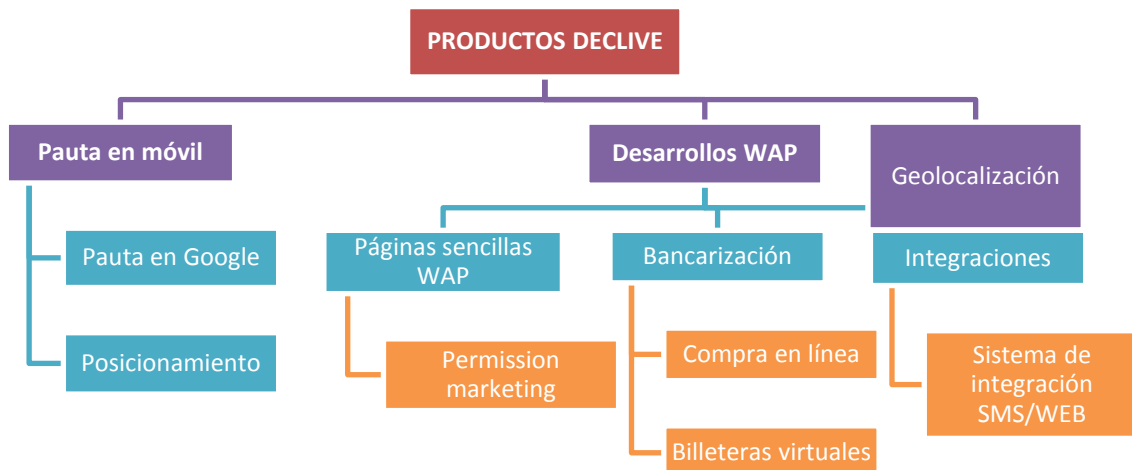 PRODUCTOS DECLIVE
Pauta en móvil
Desarrollos WAP
Geolocalización
Pauta en Google
Posicionamiento
Páginas sencillas
WAP
Bancarización
Integraciones
Permission
marketing
Compra en línea
Billeteras virtuales
Sistema de
integración
SMS/WEB